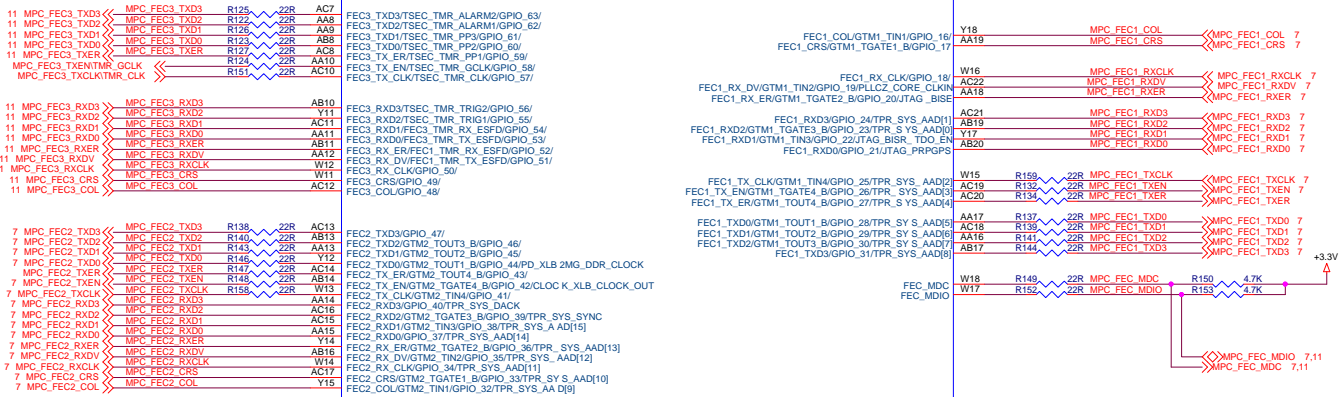 11 MPC_FEC3_TXD3 MPC_FEC3_TXD3 R125 22R AC7 FEC3_TXD3/TSEC_TMR_ALARM2/GPIO_63/
11 MPC_FEC3_TXD2 MPC_FEC3_TXD2 R122 22R AA8 FEC3_TXD2/TSEC_TMR_ALARM1/GPIO_62/
11 MPC_FEC3_TXD1 MPC_FEC3_TXD1 R126 22R AA9 FEC3_TXD1/TSEC_TMR_PP3/GPIO_61/
11 MPC_FEC3_TXD0 MPC_FEC3_TXD0 R123 22R AB8 FEC3_TXD0/TSEC_TMR_PP2/GPIO_60/
11 MPC_FEC3_TXER MPC_FEC3_TXER R127 22R AC8 FEC3_TX_ER/TSEC_TMR_PP1/GPIO_59/
MPC_FEC3_TXEN\TMR_GCLK R124 22R AA10 FEC3_TX_EN/TSEC_TMR_GCLK/GPIO_58/
MPC_FEC3_TXCLK\TMR_CLK R151 22R AC10 FEC3_TX_CLK/TSEC_TMR_CLK/GPIO_57/
11 MPC_FEC3_RXD3 MPC_FEC3_RXD3 AB10 FEC3_RXD3/TSEC_TMR_TRIG2/GPIO_56/
11 MPC_FEC3_RXD2 MPC_FEC3_RXD2 Y11 FEC3_RXD2/TSEC_TMR_TRIG1/GPIO_55/
11 MPC_FEC3_RXD1 MPC_FEC3_RXD1 AC11 FEC3_RXD1/FEC3_TMR_RX_ESFD/GPIO_54/
11 MPC_FEC3_RXD0 MPC_FEC3_RXD0 AA11 FEC3_RXD0/FEC3_TMR_TX_ESFD/GPIO_53/
11 MPC_FEC3_RXER MPC_FEC3_RXER AB11 FEC3_RX_ER/FEC1_TMR_RX_ESFD/GPIO_52/
11 MPC_FEC3_RXDV MPC_FEC3_RXDV AA12 FEC3_RX_DV/FEC1_TMR_TX_ESFD/GPIO_51/
1 MPC_FEC3_RXCLK MPC_FEC3_RXCLK W12 FEC3_RX_CLK/GPIO_50/
11 MPC_FEC3_CRS MPC_FEC3_CRS W11 FEC3_CRS/GPIO_49/
11 MPC_FEC3_COL MPC_FEC3_COL AC12 FEC3_COL/GPIO_48/
7 MPC_FEC2_TXD3 MPC_FEC2_TXD3 R138 22R AC13 FEC2_TXD3/GPIO_47/
7 MPC_FEC2_TXD2 MPC_FEC2_TXD2 R140 22R AB13 FEC2_TXD2/GTM2_TOUT3_B/GPIO_46/
7 MPC_FEC2_TXD1 MPC_FEC2_TXD1 R143 22R AA13 FEC2_TXD1/GTM2_TOUT2_B/GPIO_45/
7 MPC_FEC2_TXD0 MPC_FEC2_TXD0 R146 22R Y12 FEC2_TXD0/GTM2_TOUT1_B/GPIO_44/PD_XLB 2MG_DDR_CLOCK
MPC_FEC2_TXER MPC_FEC2_TXER R147 22R AC14 FEC2_TX_ER/GTM2_TOUT4_B/GPIO_43/
7 MPC_FEC2_TXEN MPC_FEC2_TXEN R148 22R AB14 FEC2_TX_EN/GTM2_TGATE4_B/GPIO_42/CLOC K_XLB_CLOCK_OUT
7 MPC_FEC2_TXCLK MPC_FEC2_TXCLK R158 22R W13 FEC2_TX_CLK/GTM2_TIN4/GPIO_41/
7 MPC_FEC2_RXD3 MPC_FEC2_RXD3 AA14 FEC2_RXD3/GPIO_40/TPR_SYS_DACK
7 MPC_FEC2_RXD2 MPC_FEC2_RXD2 AC16 FEC2_RXD2/GTM2_TGATE3_B/GPIO_39/TPR_SYS_SYNC
7 MPC_FEC2_RXD1 MPC_FEC2_RXD1 AC15 FEC2_RXD1/GTM2_TIN3/GPIO_38/TPR_SYS_A AD[15]
7 MPC_FEC2_RXD0 MPC_FEC2_RXD0 AA15 FEC2_RXD0/GPIO_37/TPR_SYS_AAD[14]
7 MPC_FEC2_RXER MPC_FEC2_RXER Y14 FEC2_RX_ER/GTM2_TGATE2_B/GPIO_36/TPR_SYS_AAD[13]
7 MPC_FEC2_RXDV MPC_FEC2_RXDV AB16 FEC2_RX_DV/GTM2_TIN2/GPIO_35/TPR_SYS_AAD[12]
7 MPC_FEC2_RXCLK MPC_FEC2_RXCLK W14 FEC2_RX_CLK/GPIO_34/TPR_SYS_AAD[11]
7 MPC_FEC2_CRS MPC_FEC2_CRS AC17 FEC2_CRS/GTM2_TGATE1_B/GPIO_33/TPR_SY S_AAD[10]
7 MPC_FEC2_COL MPC_FEC2_COL Y15 FEC2_COL/GTM2_TIN1/GPIO_32/TPR_SYS_AA D[9]
FEC1_COL/GTM1_TIN1/GPIO_16/ Y18 MPC_FEC1_COL MPC_FEC1_COL 7
FEC1_CRS/GTM1_TGATE1_B/GPIO_17 AA19 MPC_FEC1_CRS MPC_FEC1_CRS 7
FEC1_RX_CLK/GPIO_18/ W16 MPC_FEC1_RXCLK MPC_FEC1_RXCLK 7
FEC1_RX_DV/GTM1_TIN2/GPIO_19/PLLCZ_CORE_CLKIN AC22 MPC_FEC1_RXDV MPC_FEC1_RXDV 7
FEC1_RX_ER/GTM1_TGATE2_B/GPIO_20/JTAG_BISE AA18 MPC_FEC1_RXER MPC_FEC1_RXER 7
FEC1_RXD3/GPIO_24/TPR_SYS_AAD[1] AC21 MPC_FEC1_RXD3 MPC_FEC1_RXD3 7
FEC1_RXD2/GTM1_TGATE3_B/GPIO_23/TPR_SYS_AAD[0] AB19 MPC_FEC1_RXD2 MPC_FEC1_RXD2 7
FEC1_RXD1/GTM1_TIN3/GPIO_22/JTAG_BISR_TDO_EN Y17 MPC_FEC1_RXD1 MPC_FEC1_RXD1 7
FEC1_RXD0/GPIO_21/JTAG_PRPGPS AB20 MPC_FEC1_RXD0 MPC_FEC1_RXD0 7
FEC1_TX_CLK/GTM1_TIN4/GPIO_25/TPR_SYS_AAD[2] W15 R159 22R MPC_FEC1_TXCLK MPC_FEC1_TXCLK 7
FEC1_TX_EN/GTM1_TGATE4_B/GPIO_26/TPR_SYS_AAD[3] AC19 R132 22R MPC_FEC1_TXEN MPC_FEC1_TXEN 7
FEC1_TX_ER/GTM1_TOUT4_B/GPIO_27/TPR_S YS_AAD[4] AC20 R134 22R MPC_FEC1_TXER MPC_FEC1_TXER
FEC1_TXD0/GTM1_TOUT1_B/GPIO_28/TPR_SY S_AAD[5] AA17 R137 22R MPC_FEC1_TXD0 MPC_FEC1_TXD0 7
FEC1_TXD1/GTM1_TOUT2_B/GPIO_29/TPR_SYS_AAD[6] AC18 R139 22R MPC_FEC1_TXD1 MPC_FEC1_TXD1 7
FEC1_TXD2/GTM1_TOUT3_B/GPIO_30/TPR_SYS_AAD[7] AA16 R141 22R MPC_FEC1_TXD2 MPC_FEC1_TXD2 7
FEC1_TXD3/GPIO_31/TPR_SYS_AAD[8] AB17 R144 22R MPC_FEC1_TXD3 MPC_FEC1_TXD3 7
+3.3V
FEC_MDC W18 R149 22R MPC_FEC_MDC R150 4.7K
FEC_MDIO W17 R152 22R MPC_FEC_MDIO R153 4.7K
MPC_FEC_MDIO 7,11
MPC_FEC_MDC 7,11